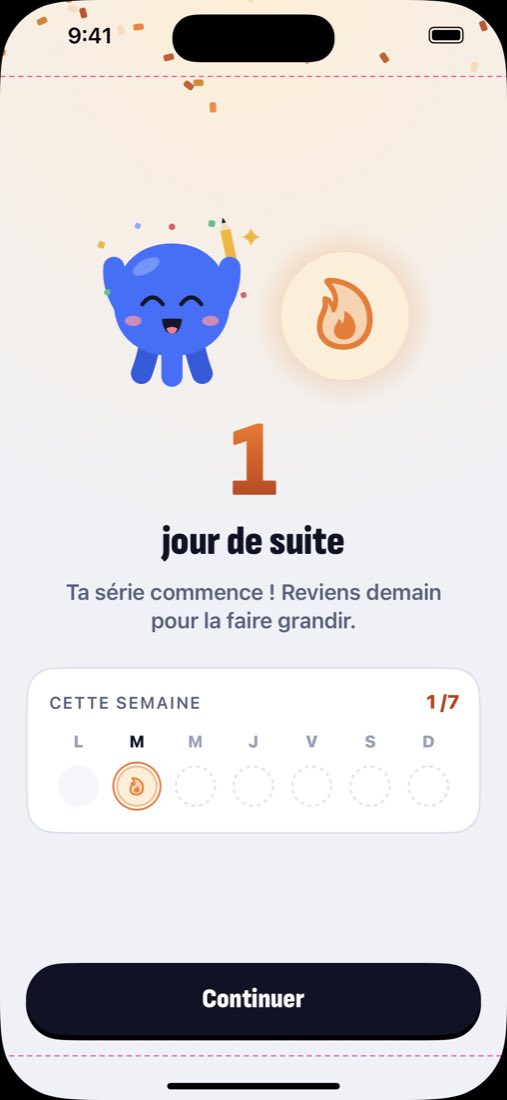 9:41
1
jour de suite
Ta série commence ! Reviens demain
pour la faire grandir.
CETTE SEMAINE 1/7
L M M J V S D
Continuer